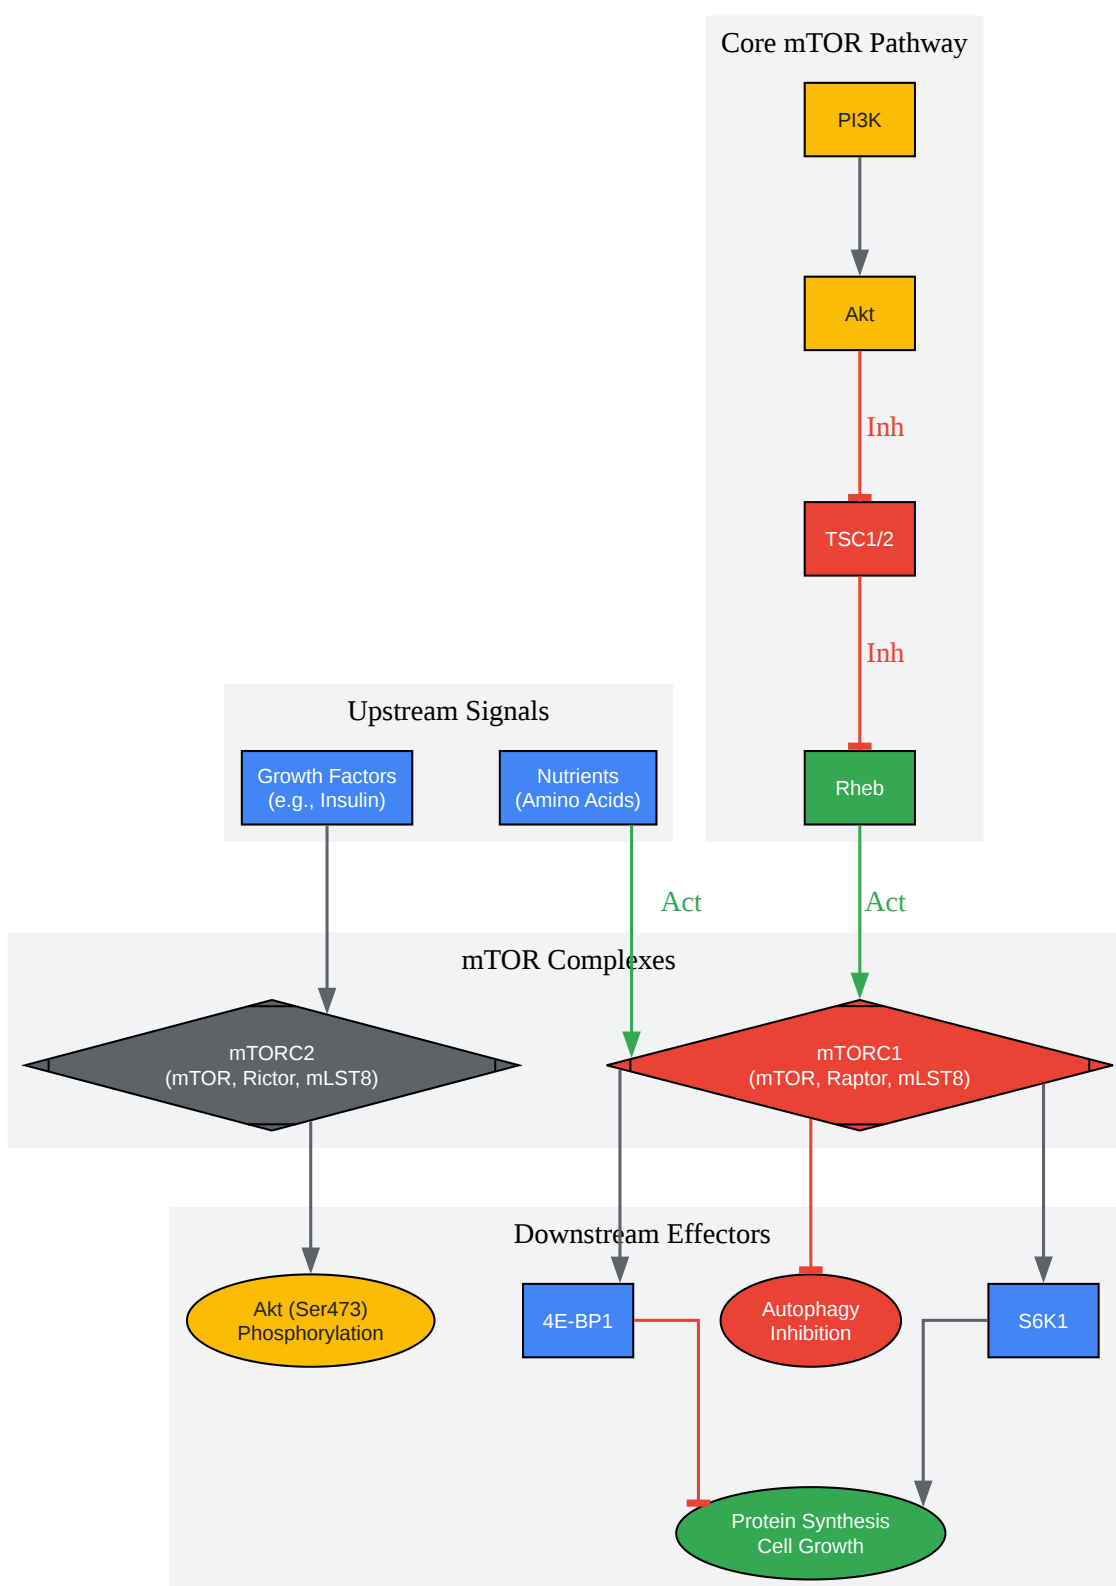 Core mTOR Pathway
PI3K
Akt
Inh
TSC1/2
Inh
Upstream Signals
Growth Factors
(e.g., Insulin)
Nutrients
(Amino Acids)
Rheb
Act
Act
mTOR Complexes
mTORC2
(mTOR, Rictor, mLST8)
mTORC1
(mTOR, Raptor, mLST8)
Downstream Effectors
Akt (Ser473)
Phosphorylation
4E-BP1
Autophagy
Inhibition
S6K1
Protein Synthesis
Cell Growth